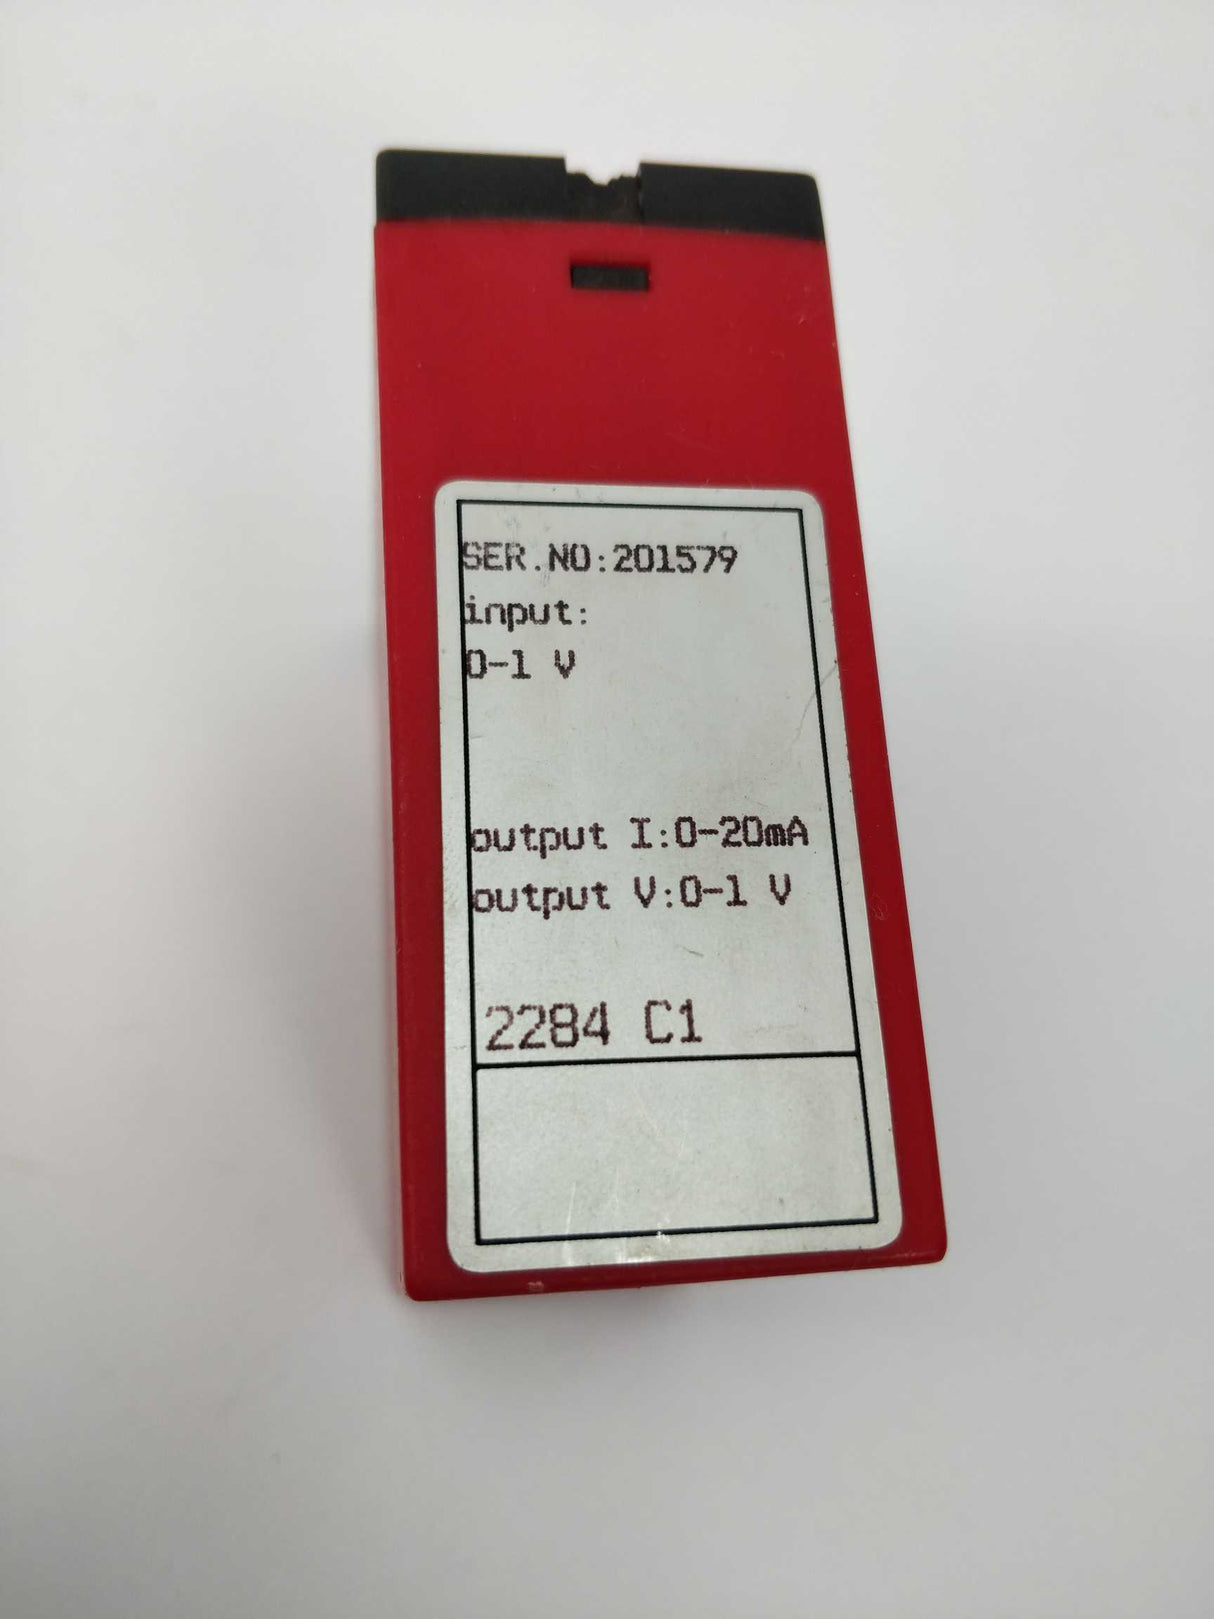 SER.NO:201579
input:
0-1 V
output I:0-20mA
output V:0-1 V
2284 C1